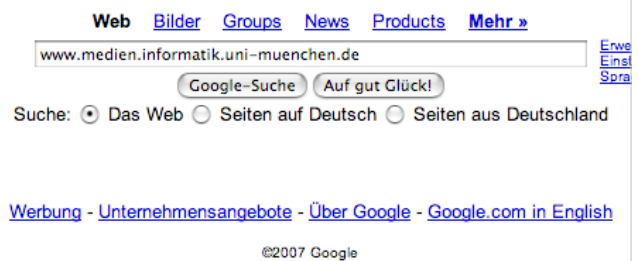 Web Bilder Groups News Products Mehr »
www.medien.informatik.uni-muenchen.de
Google-Suche Auf gut Glück!
Suche: Das Web Seiten auf Deutsch Seiten aus Deutschland
Werbung - Unternehmensangebote - Über Google - Google.com in English
©2007 Google